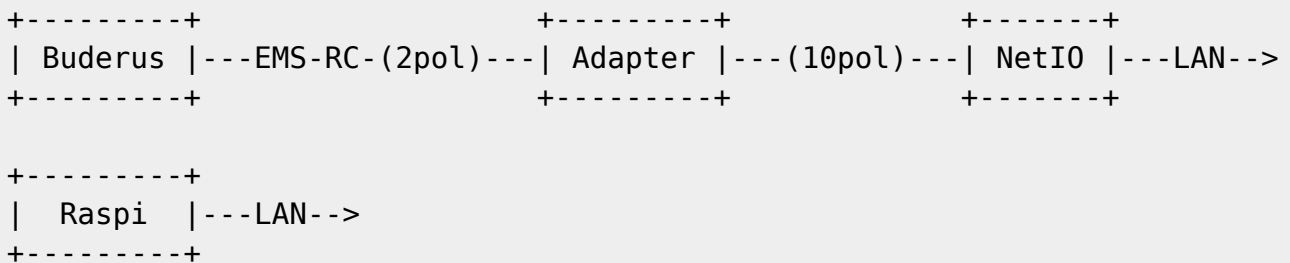 +---------+                +---------+          +-------+
| Buderus |---EMS-RC-(2pol)---| Adapter |---(10pol)---| NetIO |---LAN-->
+---------+                +---------+          +-------+
+---------+
|  Raspi  |---LAN-->
+---------+